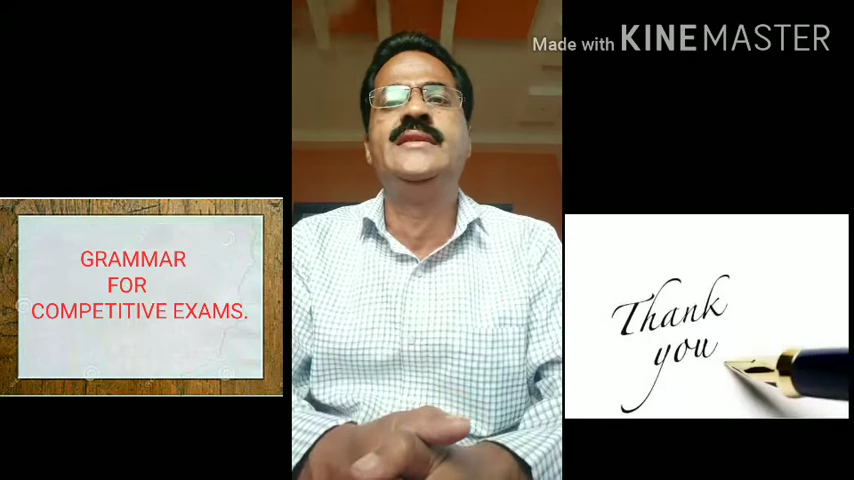 Made with KINEMASTER
GRAMMAR
FOR
COMPETITIVE EXAMS.
Thank
you